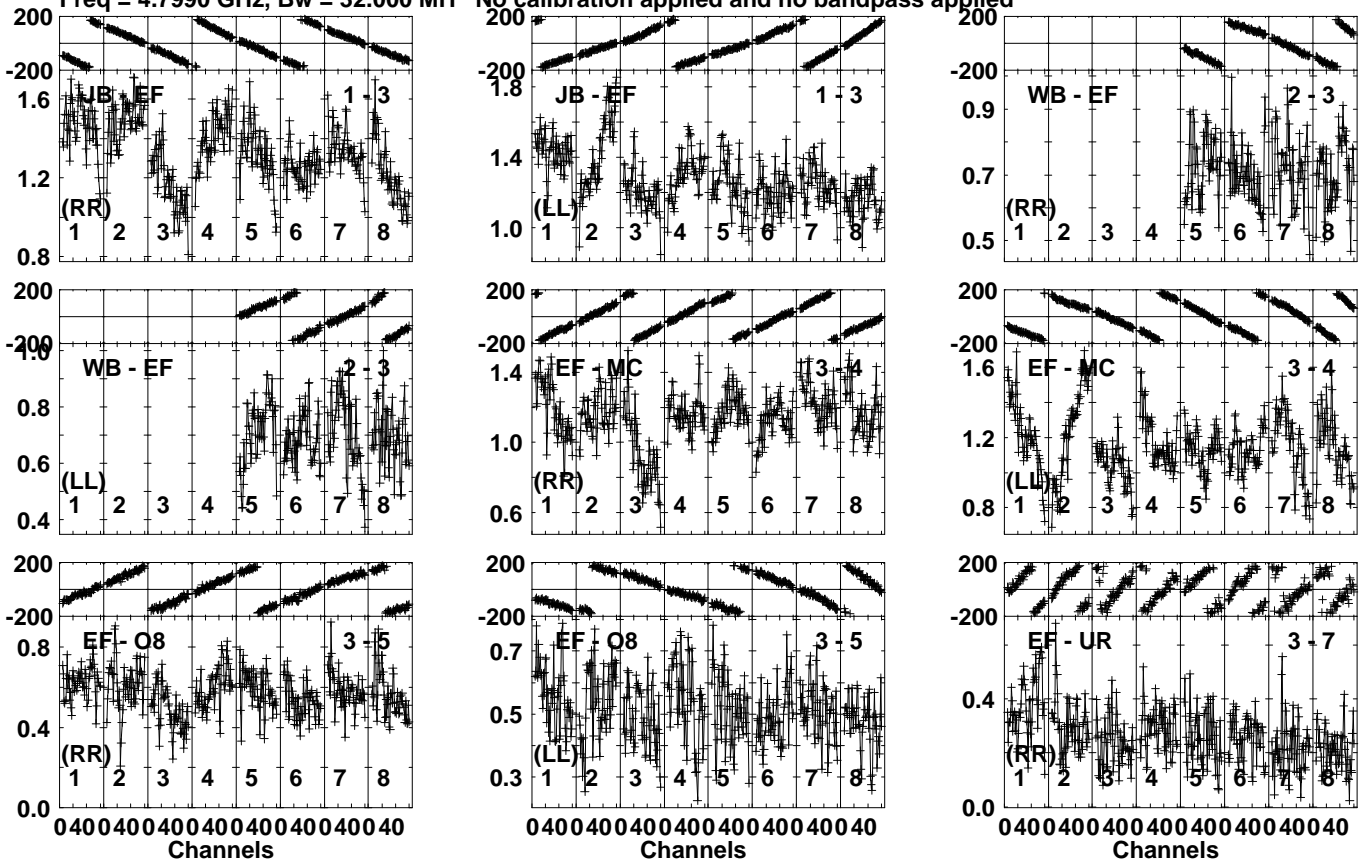 Freq = 4.7990 GHz, Bw = 32.000 MH No calibration applied and no bandpass applied
200
-200
JB - EF 1 - 3
1.6
1.2
0.8
(RR)
1 2 3 4 5 6 7 8
200
-200
JB - EF 1 - 3
1.8
1.4
1.0
(LL)
1 2 3 4 5 6 7 8
200
-200
WB - EF 2 - 3
0.9
0.7
0.5
(RR)
1 2 3 4 5 6 7 8
200
-200
1.0
WB - EF 2 - 3
0.8
0.6
0.4
(LL)
1 2 3 4 5 6 7 8
200
-200
EF - MC 3 - 4
1.4
1.0
0.6
(RR)
1 2 3 4 5 6 7 8
200
-200
EF - MC 3 - 4
1.6
1.2
0.8
(LL)
1 2 3 4 5 6 7 8
200
-200
EF - O8 3 - 5
0.8
0.4
0.0
(RR)
1 2 3 4 5 6 7 8
0 40 0 40 0 40 0 40 0 40 0 40 0 40 0 40
Channels
200
-200
EF - O8 3 - 5
0.7
0.5
0.3
(LL)
1 2 3 4 5 6 7 8
0 40 0 40 0 40 0 40 0 40 0 40 0 40 0 40
Channels
200
-200
EF - UR 3 - 7
0.4
0.0
(RR)
1 2 3 4 5 6 7 8
0 40 0 40 0 40 0 40 0 40 0 40 0 40 0 40
Channels